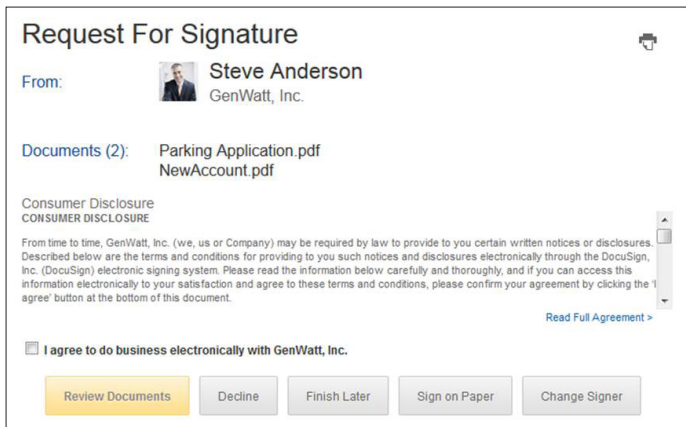 Request For Signature
From:
Steve Anderson
GenWatt, Inc.
Documents (2):
Parking Application.pdf
NewAccount.pdf
Consumer Disclosure
CONSUMER DISCLOSURE
From time to time, GenWatt, Inc. (we, us or Company) may be required by law to provide to you certain written notices or disclosures.
Described below are the terms and conditions for providing to you such notices and disclosures electronically through the DocuSign,
Inc. (DocuSign) electronic signing system. Please read the information below carefully and thoroughly, and if you can access this
information electronically to your satisfaction and agree to these terms and conditions, please confirm your agreement by clicking the 'I
agree' button at the bottom of this document.
Read Full Agreement >
I agree to do business electronically with GenWatt, Inc.
Review Documents
Decline
Finish Later
Sign on Paper
Change Signer